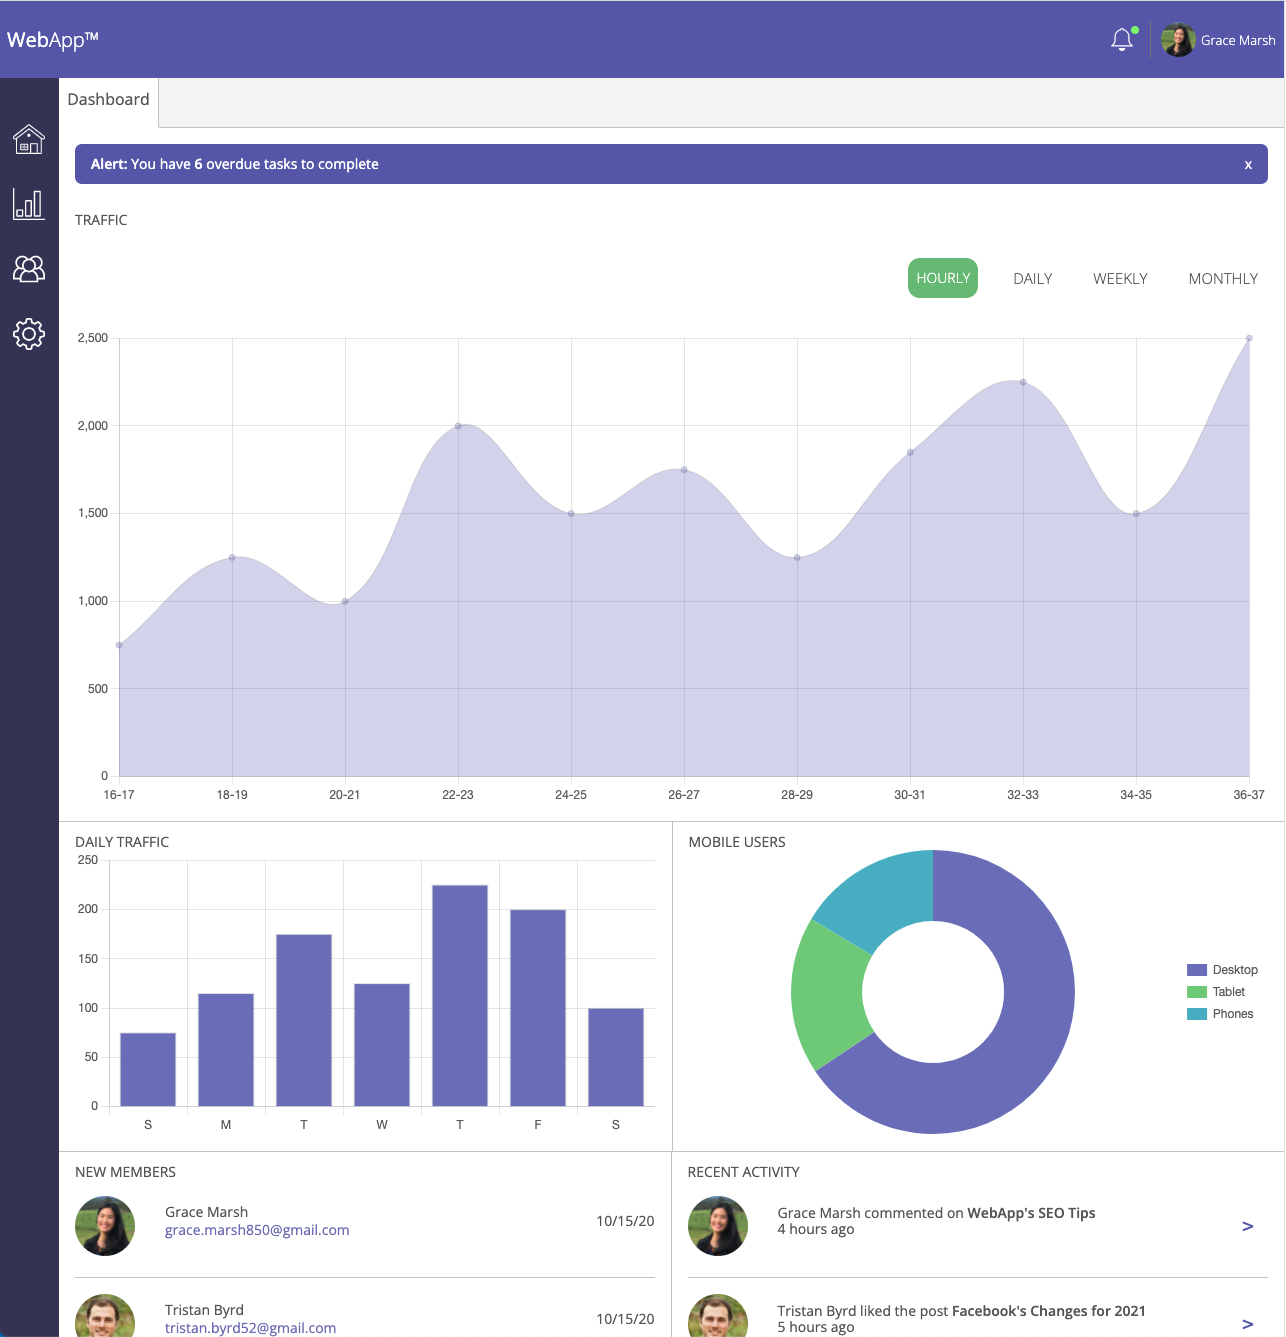 WebApp™
Grace Marsh
Dashboard
Alert: You have 6 overdue tasks to complete x
TRAFFIC
HOURLY DAILY WEEKLY MONTHLY
2,500
2,000
1,500
1,000
500
0
16-17 18-19 20-21 22-23 24-25 26-27 28-29 30-31 32-33 34-35 36-37
DAILY TRAFFIC
250
200
150
100
50
0
S M T W T F S
MOBILE USERS
Desktop
Tablet
Phones
NEW MEMBERS
Grace Marsh
grace.marsh850@gmail.com
10/15/20
Tristan Byrd
tristan.byrd52@gmail.com
10/15/20
RECENT ACTIVITY
Grace Marsh commented on WebApp's SEO Tips
4 hours ago
>
Tristan Byrd liked the post Facebook's Changes for 2021
5 hours ago
>